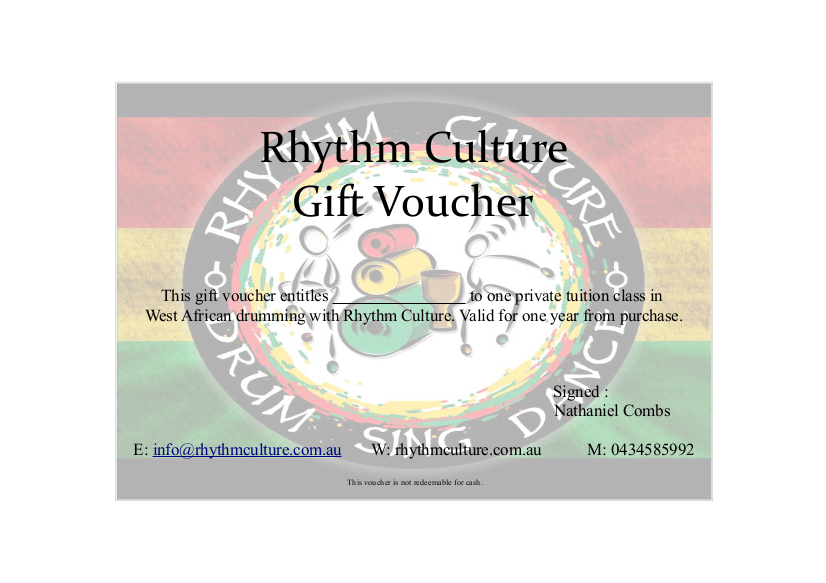 RHYTHM CULTURE
Rhythm Culture
Gift Voucher
This gift voucher entitles ________________ to one private tuition class in
West African drumming with Rhythm Culture. Valid for one year from purchase.
Signed :
Nathaniel Combs
DRUM SING DANCE
E: info@rhythmculture.com.au W: rhythmculture.com.au M: 0434585992
This voucher is not redeemable for cash.